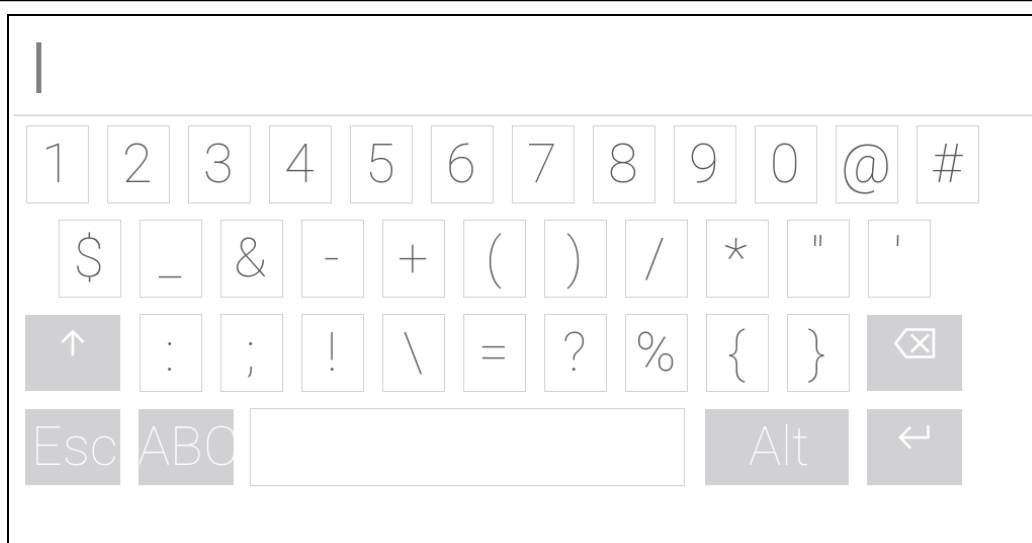 1 2 3 4 5 6 7 8 9 0 @ #
$ _ & - + ( ) / * " '
: ; ! \ = ? % { }
Esc ABC Alt